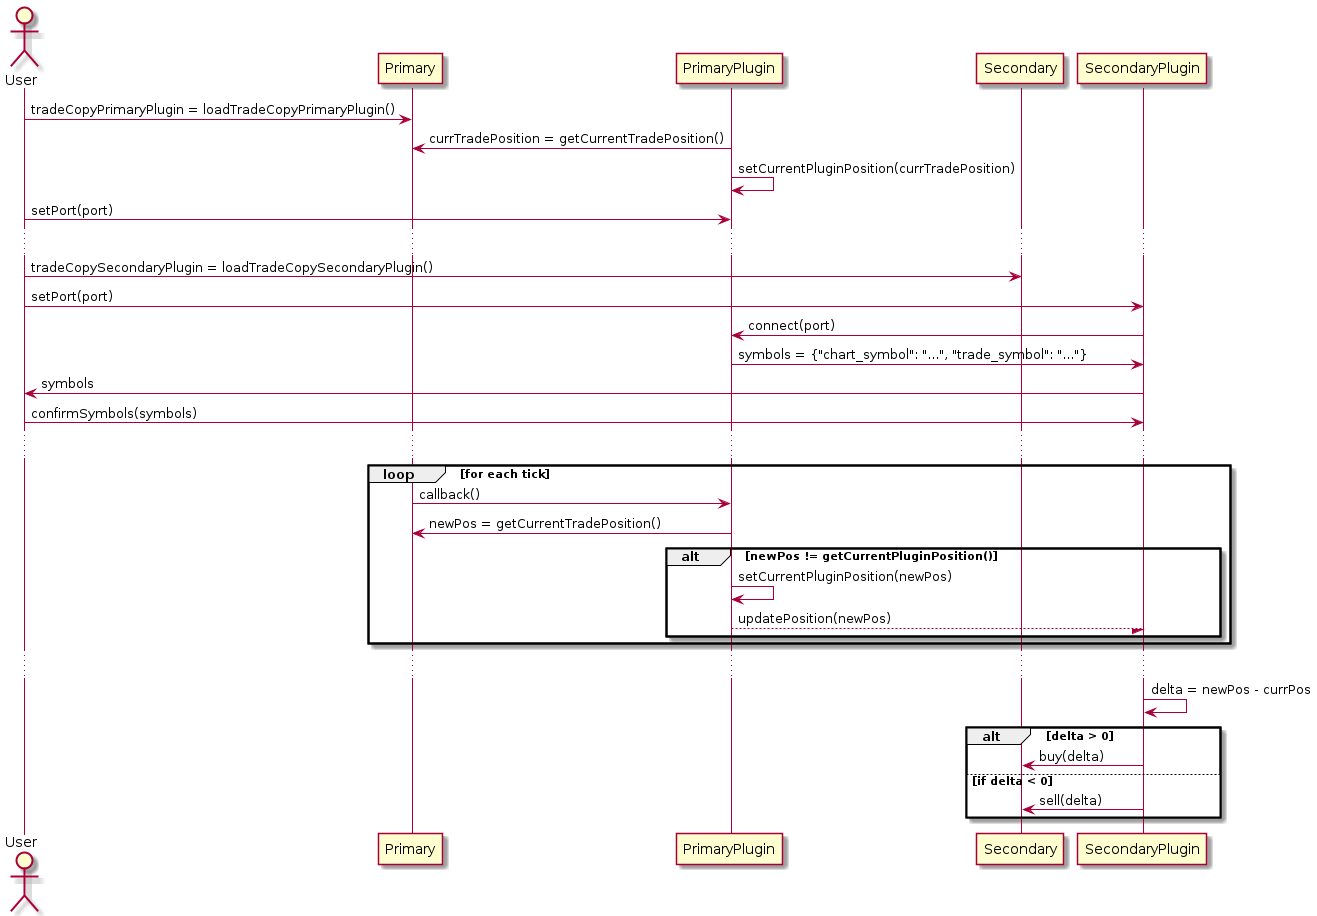 User
Primary
PrimaryPlugin
Secondary
SecondaryPlugin
tradeCopyPrimaryPlugin = loadTradeCopyPrimaryPlugin()
currTradePosition = getCurrentTradePosition()
setCurrentPluginPosition(currTradePosition)
setPort(port)
tradeCopySecondaryPlugin = loadTradeCopySecondaryPlugin()
setPort(port)
connect(port)
symbols = {"chart_symbol": "...", "trade_symbol": "..."}
symbols
confirmSymbols(symbols)
loop [for each tick]
callback()
newPos = getCurrentTradePosition()
alt [newPos != getCurrentPluginPosition()]
setCurrentPluginPosition(newPos)
updatePosition(newPos)
delta = newPos - currPos
alt [delta > 0]
buy(delta)
[if delta < 0]
sell(delta)
User
Primary
PrimaryPlugin
Secondary
SecondaryPlugin